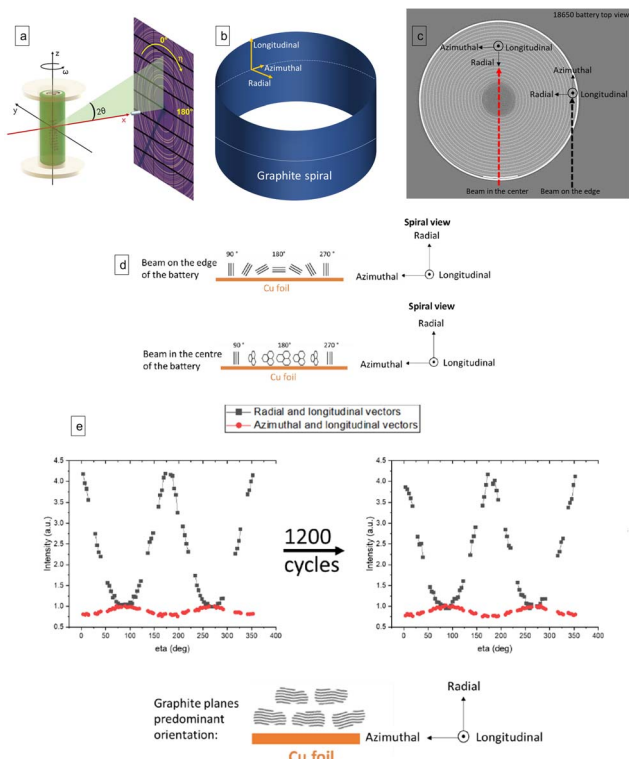 a
z
ω
y
x
2θ
0°
η
180°
b
Longitudinal
Azimuthal
Radial
Graphite spiral
c
18650 battery top view
Azimuthal
Longitudinal
Radial
Azimuthal
Radial
Longitudinal
Beam in the center
Beam on the edge
d
Beam on the edge
of the battery
90 °
180°
270 °
Cu foil
Spiral view
Radial
Azimuthal
Longitudinal
Beam in the centre
of the battery
90 °
180°
270 °
Cu foil
Spiral view
Radial
Azimuthal
Longitudinal
e
Radial and longitudinal vectors
Azimuthal and longitudinal vectors
Intensity (a.u.)
4.5
4.0
3.5
3.0
2.5
2.0
1.5
1.0
0.5
0 50 100 150 200 250 300 350 400
eta (deg)
1200
cycles
Intensity (a.u.)
4.5
4.0
3.5
3.0
2.5
2.0
1.5
1.0
0.5
0 50 100 150 200 250 300 350 400
eta (deg)
Graphite planes
predominant
orientation:
Cu foil
Radial
Azimuthal
Longitudinal